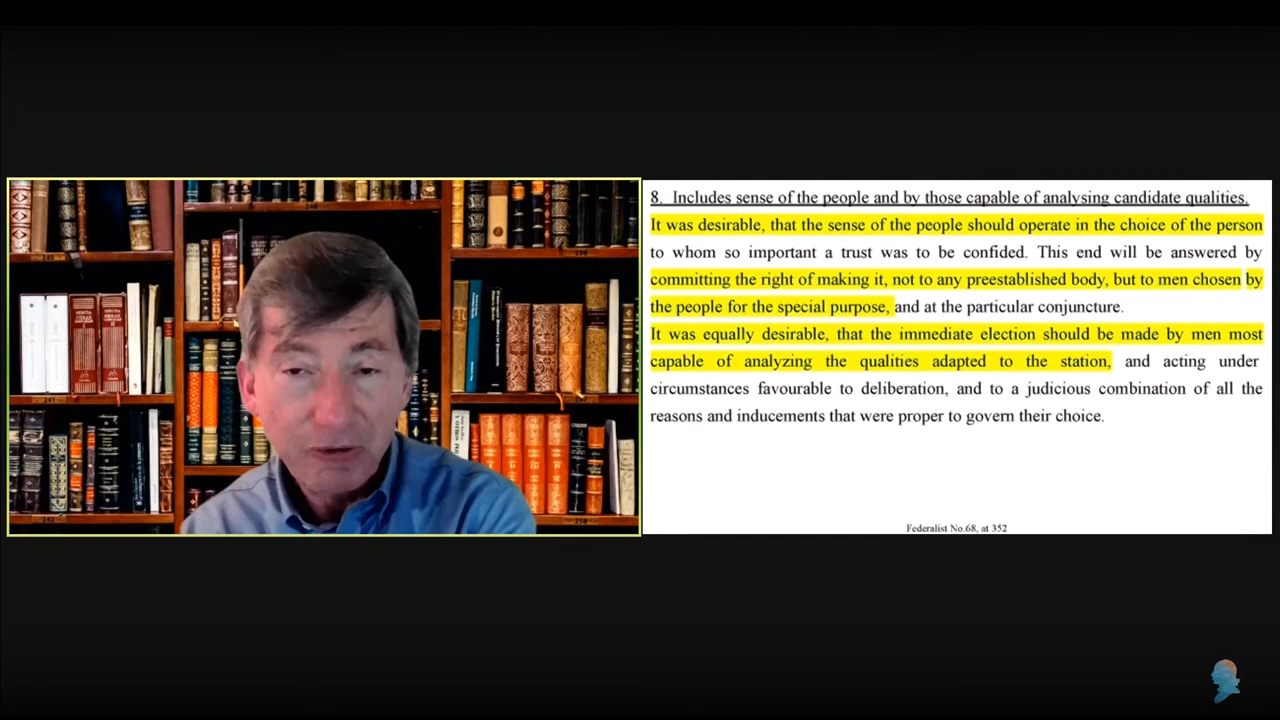 8. Includes sense of the people and by those capable of analysing candidate qualities.
It was desirable, that the sense of the people should operate in the choice of the person
to whom so important a trust was to be confided. This end will be answered by
committing the right of making it, not to any preestablished body, but to men chosen by
the people for the special purpose, and at the particular conjuncture.
It was equally desirable, that the immediate election should be made by men most
capable of analyzing the qualities adapted to the station, and acting under
circumstances favourable to deliberation, and to a judicious combination of all the
reasons and inducements that were proper to govern their choice.
Federalist No.68, at 352
240
241
242
250